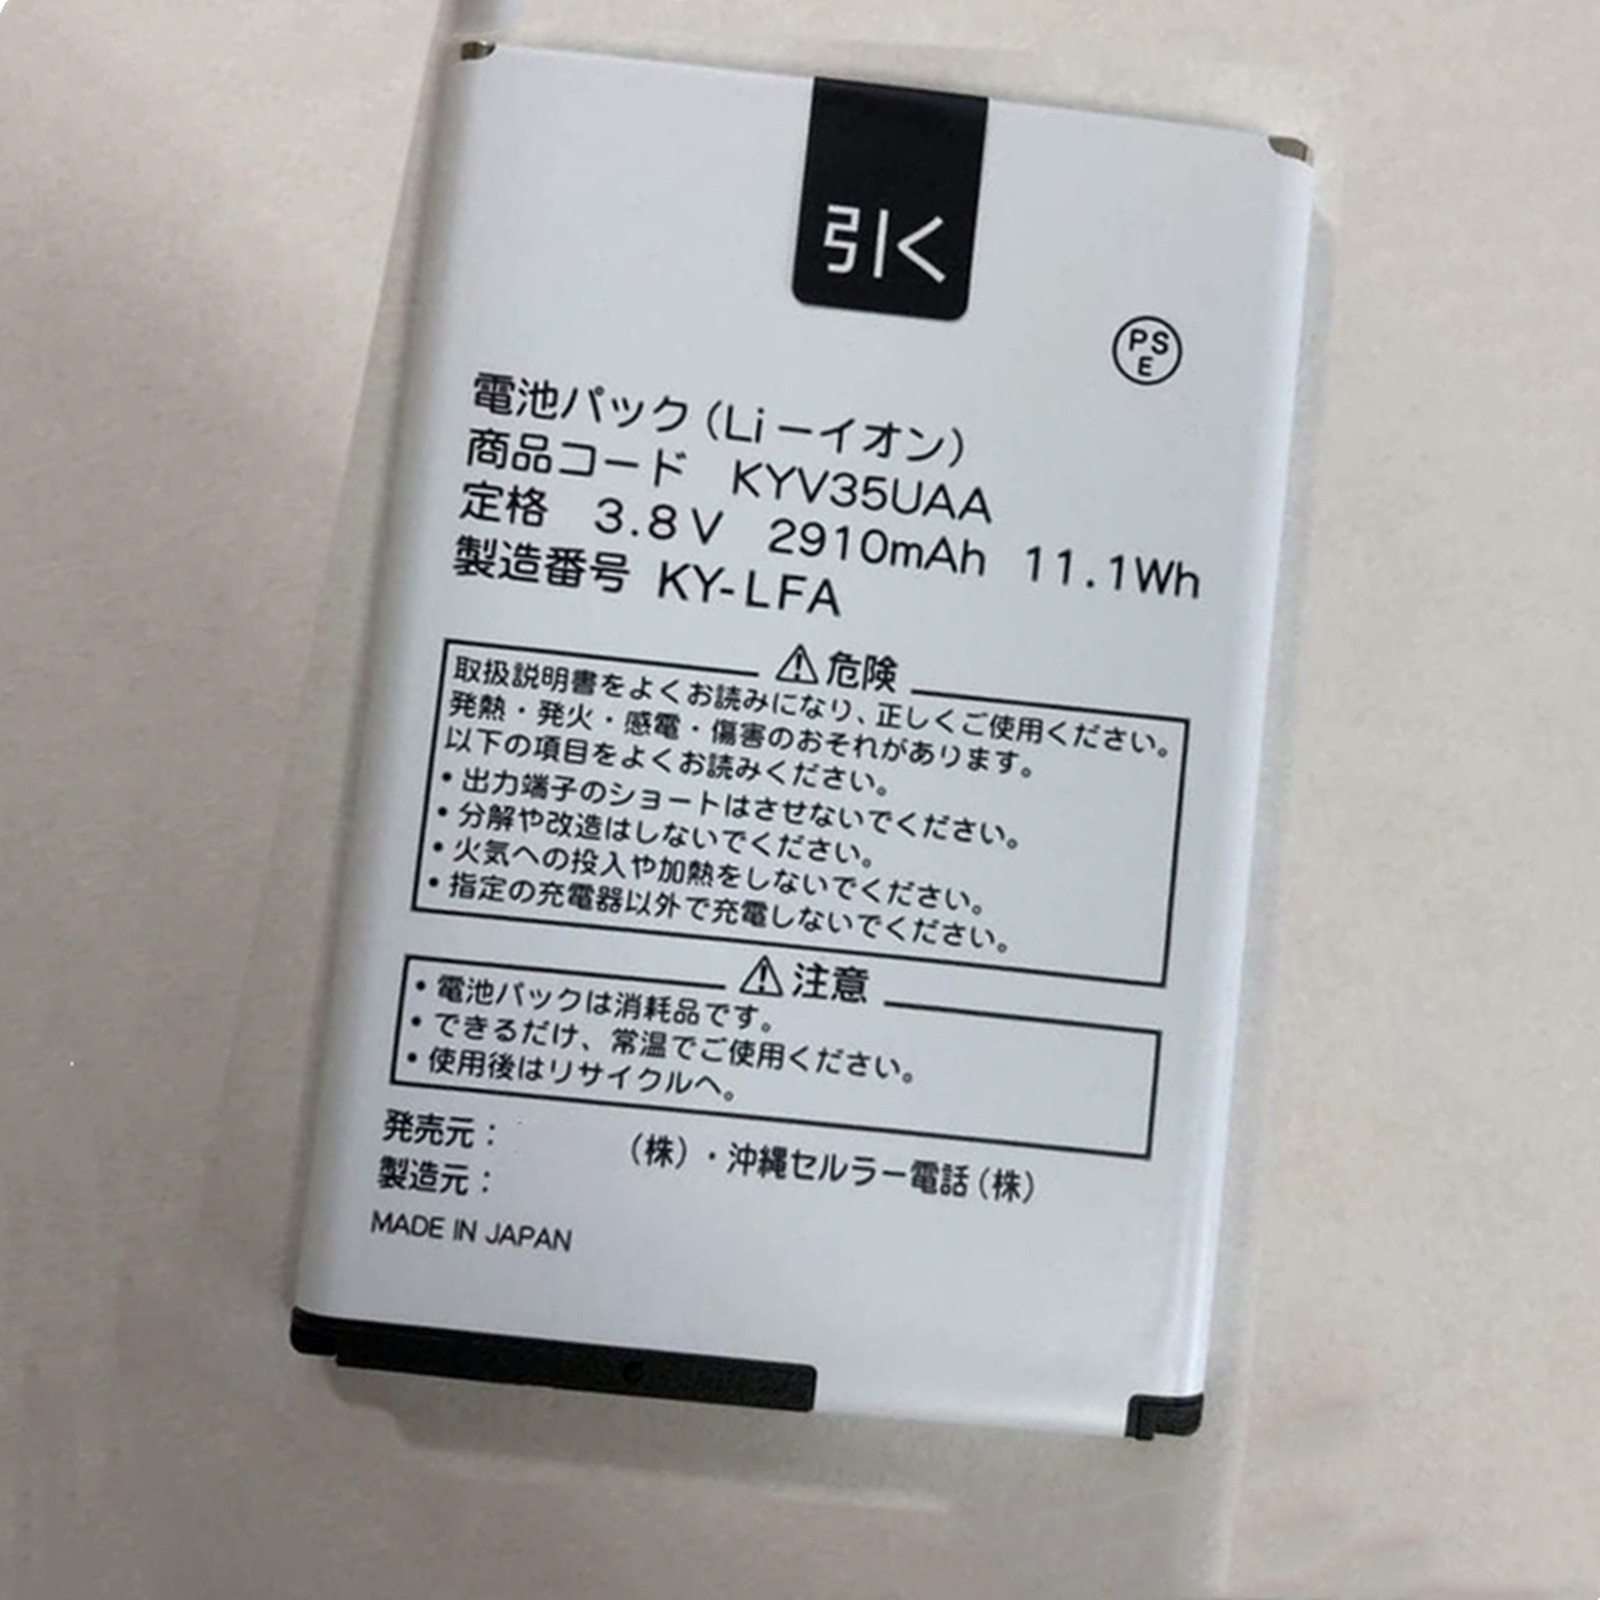 引く
PS
E
電池パック（Li－イオン）
商品コード　KYV35UAA
定格　3.8V　2910mAh　11.1Wh
製造番号 KY-LFA
⚠危険
取扱説明書をよくお読みになり、正しくご使用ください。
発熱・発火・感電・傷害のおそれがあります。
以下の項目をよくお読みください。
• 出力端子のショートはさせないでください。
• 分解や改造はしないでください。
• 火気への投入や加熱をしないでください。
• 指定の充電器以外で充電しないでください。
⚠注意
• 電池パックは消耗品です。
• できるだけ、常温でご使用ください。
• 使用後はリサイクルへ。
発売元：　　　（株）・沖縄セルラー電話（株）
製造元：
MADE IN JAPAN